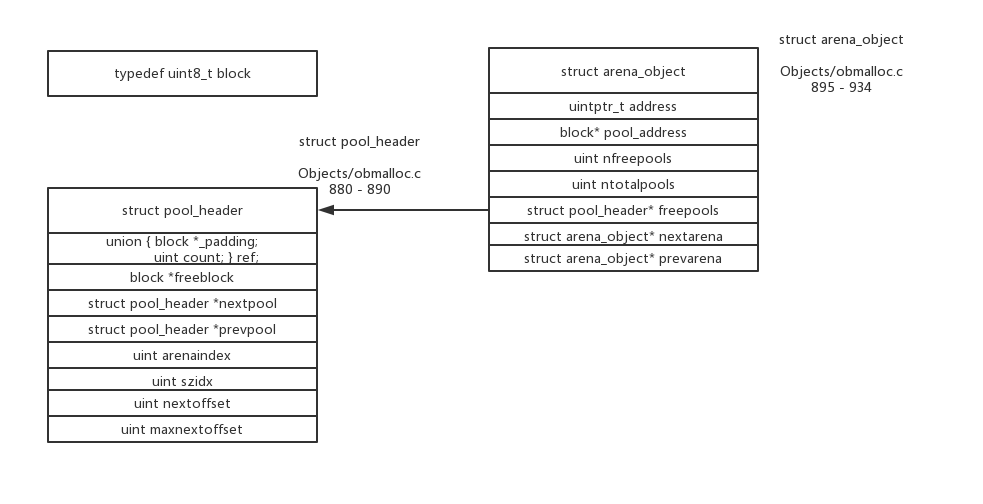 typedef uint8_t block
struct pool_header
Objects/obmalloc.c
880 - 890
struct pool_header
union { block *_padding;
uint count; } ref;
block *freeblock
struct pool_header *nextpool
struct pool_header *prevpool
uint arenaindex
uint szidx
uint nextoffset
uint maxnextoffset
struct arena_object
uintptr_t address
block* pool_address
uint nfreepools
uint ntotalpools
struct pool_header* freepools
struct arena_object* nextarena
struct arena_object* prevarena
struct arena_object
Objects/obmalloc.c
895 - 934